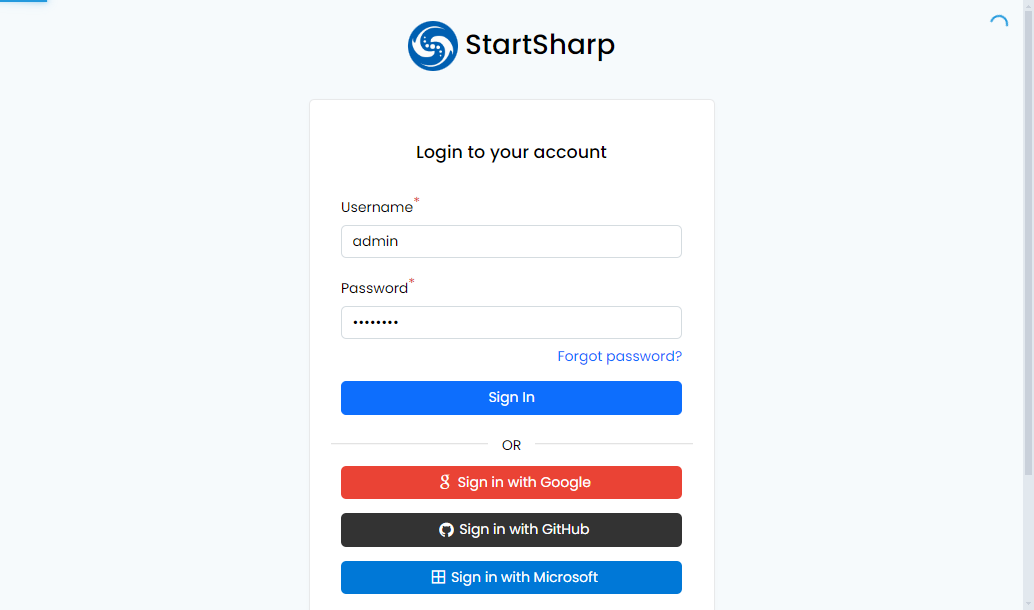 StartSharp
Login to your account
Username*
admin
Password*
••••••••
Forgot password?
Sign In
OR
Sign in with Google
Sign in with GitHub
Sign in with Microsoft